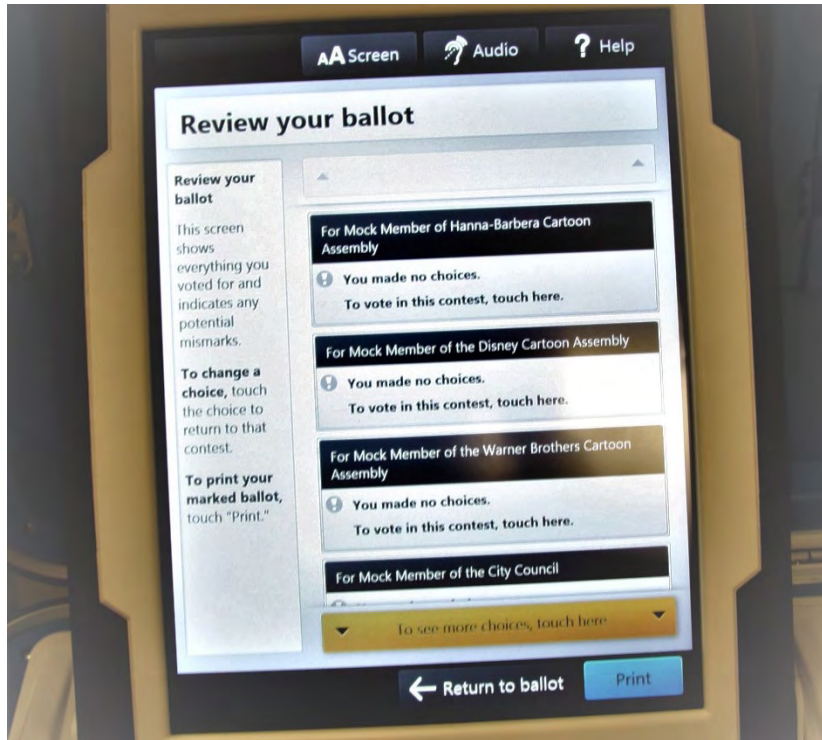 AA Screen
Audio
? Help
Review your ballot
Review your
ballot
This screen
shows
everything you
voted for and
indicates any
potential
mismarks.
To change a
choice, touch
the choice to
return to that
contest.
To print your
marked ballot,
touch "Print."
For Mock Member of Hanna-Barbera Cartoon
Assembly
You made no choices.
To vote in this contest, touch here.
For Mock Member of the Disney Cartoon Assembly
You made no choices.
To vote in this contest, touch here.
For Mock Member of the Warner Brothers Cartoon
Assembly
You made no choices.
To vote in this contest, touch here.
For Mock Member of the City Council
To see more choices, touch here
Return to ballot
Print